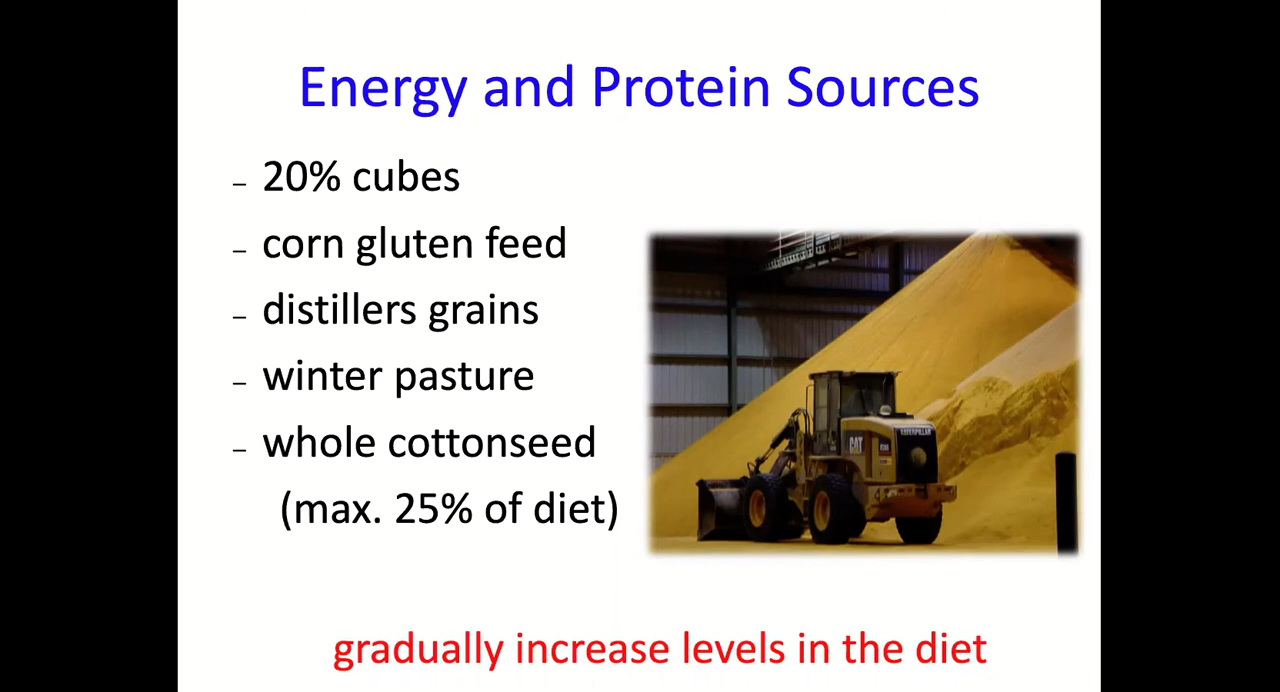 Energy and Protein Sources
– 20% cubes
– corn gluten feed
– distillers grains
– winter pasture
– whole cottonseed
(max. 25% of diet)
CATERPILLAR
CAT
gradually increase levels in the diet